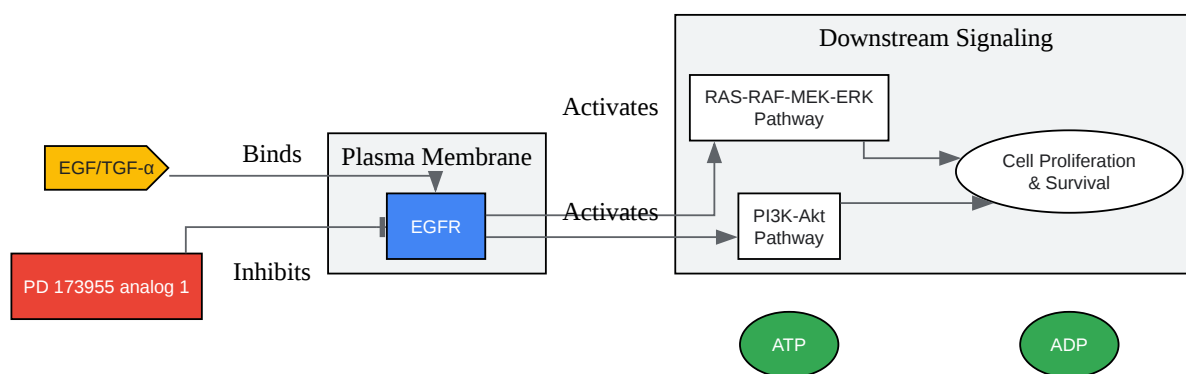 Downstream Signaling
Activates
RAS-RAF-MEK-ERK
Pathway
Binds
Plasma Membrane
EGF/TGF-α
Cell Proliferation
& Survival
EGFR
Activates
PI3K-Akt
Pathway
Inhibits
PD 173955 analog 1
ATP
ADP